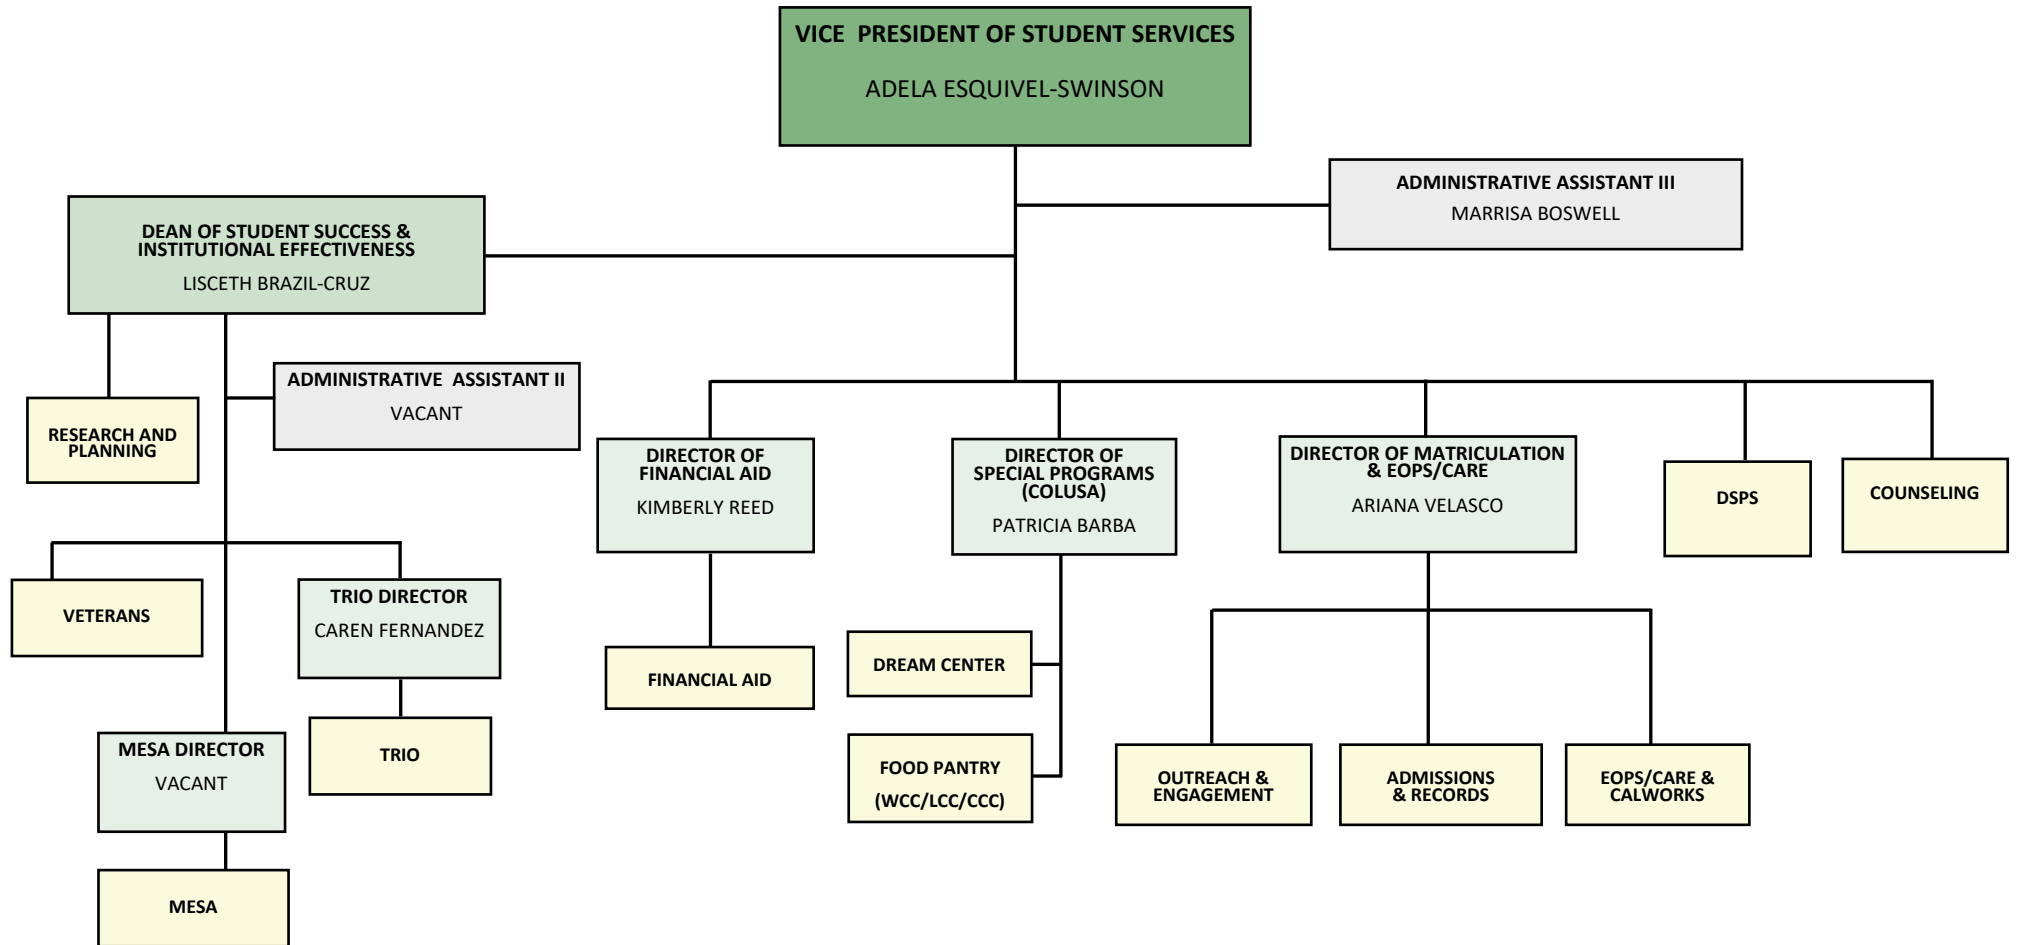 VICE PRESIDENT OF STUDENT SERVICES
ADELA ESQUIVEL-SWINSON
ADMINISTRATIVE ASSISTANT III
MARRISA BOSWELL
DEAN OF STUDENT SUCCESS &
INSTITUTIONAL EFFECTIVENESS
LISCETH BRAZIL-CRUZ
ADMINISTRATIVE ASSISTANT II
VACANT
RESEARCH AND
PLANNING
VETERANS
TRIO DIRECTOR
CAREN FERNANDEZ
TRIO
MESA DIRECTOR
VACANT
MESA
DIRECTOR OF
FINANCIAL AID
KIMBERLY REED
FINANCIAL AID
DIRECTOR OF
SPECIAL PROGRAMS
(COLUSA)
PATRICIA BARBA
DREAM CENTER
FOOD PANTRY
(WCC/LCC/CCC)
DIRECTOR OF MATRICULATION
& EOPS/CARE
ARIANA VELASCO
OUTREACH &
ENGAGEMENT
ADMISSIONS
& RECORDS
EOPS/CARE &
CALWORKS
DSPS
COUNSELING